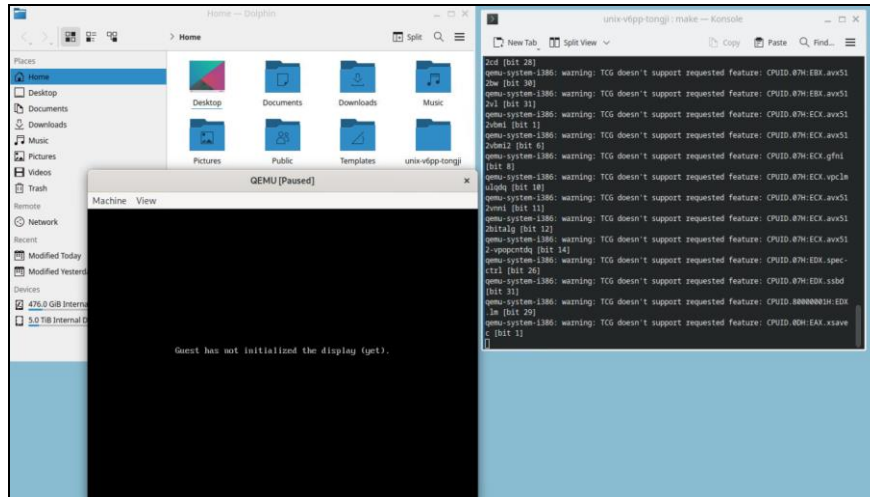 Home — Dolphin
> Home
Split
Places
Home
Desktop
Documents
Downloads
Music
Pictures
Videos
Trash
Remote
Network
Recent
Modified Today
Modified Yesterd
Devices
476.0 GiB Interna
5.0 TiB Internal D
Desktop
Documents
Downloads
Music
Pictures
Public
Templates
unix-v6pp-tongji
QEMU [Paused]
Machine View
Guest has not initialized the display (yet).
unix-v6pp-tongji : make — Konsole
New Tab
Split View
Copy
Paste
Find...
2cd [bit 28]
qemu-system-i386: warning: TCG doesn't support requested feature: CPUID.07H:EBX.avx51
2bw [bit 30]
qemu-system-i386: warning: TCG doesn't support requested feature: CPUID.07H:EBX.avx51
2vl [bit 31]
qemu-system-i386: warning: TCG doesn't support requested feature: CPUID.07H:ECX.avx51
2vbmi [bit 1]
qemu-system-i386: warning: TCG doesn't support requested feature: CPUID.07H:ECX.avx51
2vbmi2 [bit 6]
qemu-system-i386: warning: TCG doesn't support requested feature: CPUID.07H:ECX.gfni
[bit 8]
qemu-system-i386: warning: TCG doesn't support requested feature: CPUID.07H:ECX.vpclm
ulqdq [bit 10]
qemu-system-i386: warning: TCG doesn't support requested feature: CPUID.07H:ECX.avx51
2vnni [bit 11]
qemu-system-i386: warning: TCG doesn't support requested feature: CPUID.07H:ECX.avx51
2bitalg [bit 12]
qemu-system-i386: warning: TCG doesn't support requested feature: CPUID.07H:ECX.avx51
2-vpopcntdq [bit 14]
qemu-system-i386: warning: TCG doesn't support requested feature: CPUID.07H:EDX.spec-
ctrl [bit 26]
qemu-system-i386: warning: TCG doesn't support requested feature: CPUID.07H:EDX.ssbd
[bit 31]
qemu-system-i386: warning: TCG doesn't support requested feature: CPUID.80000001H:EDX
.lm [bit 29]
qemu-system-i386: warning: TCG doesn't support requested feature: CPUID.0DH:EAX.xsave
c [bit 1]